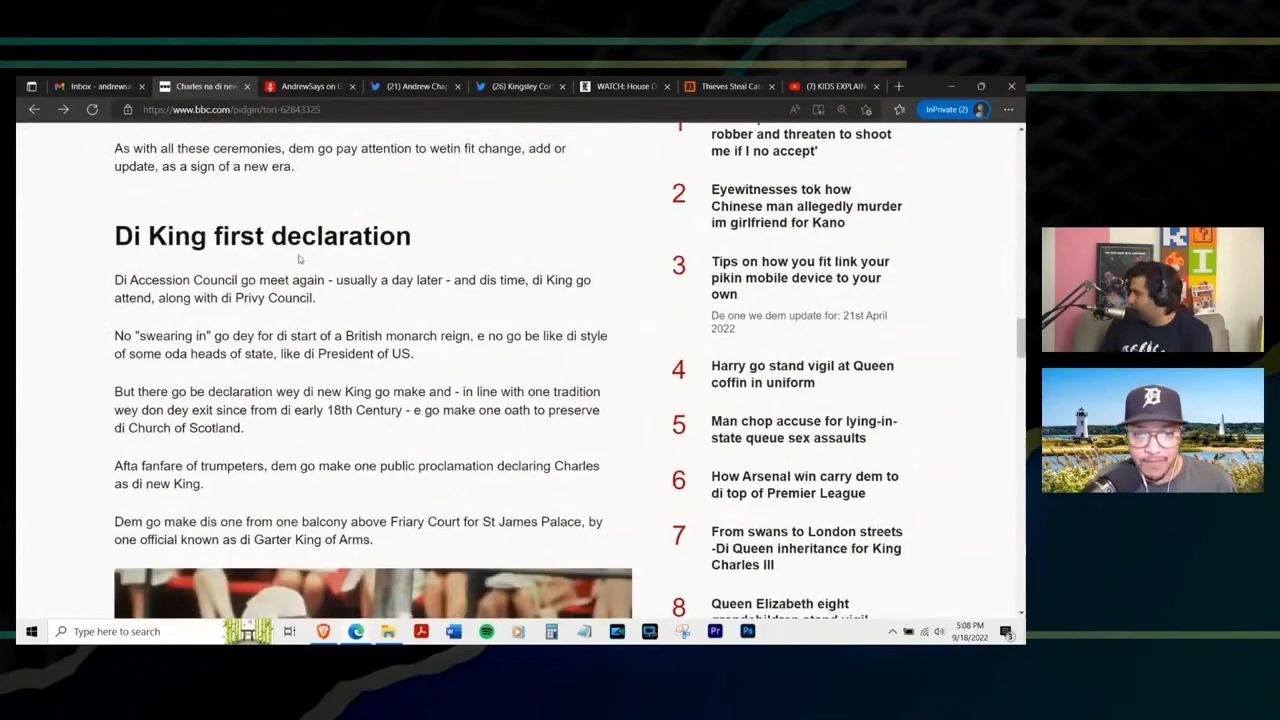 Inbox - andrewsa
Charles na di new
AndrewSays on G
(21) Andrew Cha
(26) Kingsley Cor
WATCH: House D
Thieves Steal Cat
(7) KIDS EXPLAIN
https://www.bbc.com/pidgin/tori-62843325
InPrivate (2)
As with all these ceremonies, dem go pay attention to wetin fit change, add or
update, as a sign of a new era.
Di King first declaration
Di Accession Council go meet again - usually a day later - and dis time, di King go
attend, along with di Privy Council.
No "swearing in" go dey for di start of a British monarch reign, e no go be like di style
of some oda heads of state, like di President of US.
But there go be declaration wey di new King go make and - in line with one tradition
wey don dey exit since from di early 18th Century - e go make one oath to preserve
di Church of Scotland.
Afta fanfare of trumpeters, dem go make one public proclamation declaring Charles
as di new King.
Dem go make dis one from one balcony above Friary Court for St James Palace, by
one official known as di Garter King of Arms.
1
robber and threaten to shoot
me if I no accept'
2
Eyewitnesses tok how
Chinese man allegedly murder
im girlfriend for Kano
3
Tips on how you fit link your
pikin mobile device to your
own
De one we dem update for: 21st April
2022
4
Harry go stand vigil at Queen
coffin in uniform
5
Man chop accuse for lying-in-
state queue sex assaults
6
How Arsenal win carry dem to
di top of Premier League
7
From swans to London streets
-Di Queen inheritance for King
Charles III
8
Queen Elizabeth eight
Type here to search
5:08 PM
9/18/2022